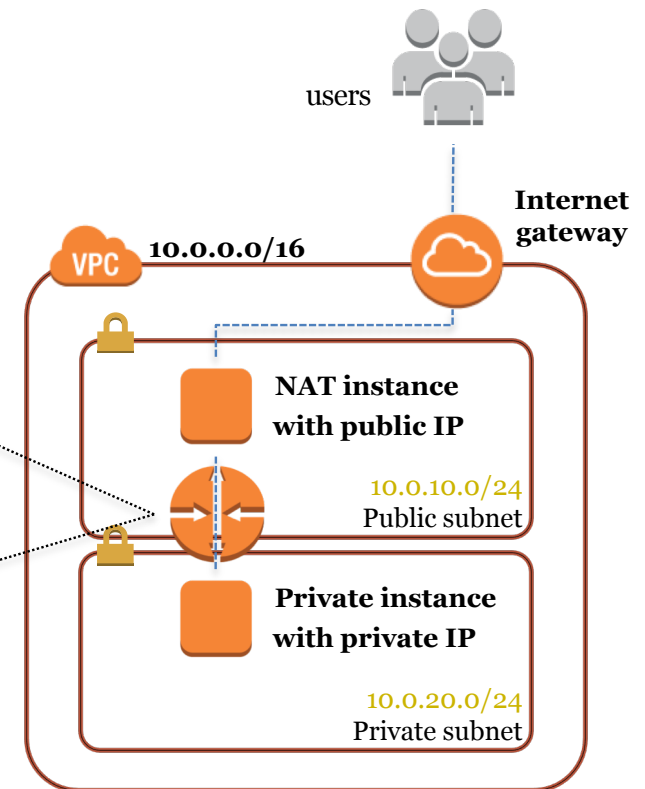 users
Internet
gateway
VPC
10.0.0.0/16
NAT instance
with public IP
10.0.10.0/24
Public subnet
Private instance
with private IP
10.0.20.0/24
Private subnet